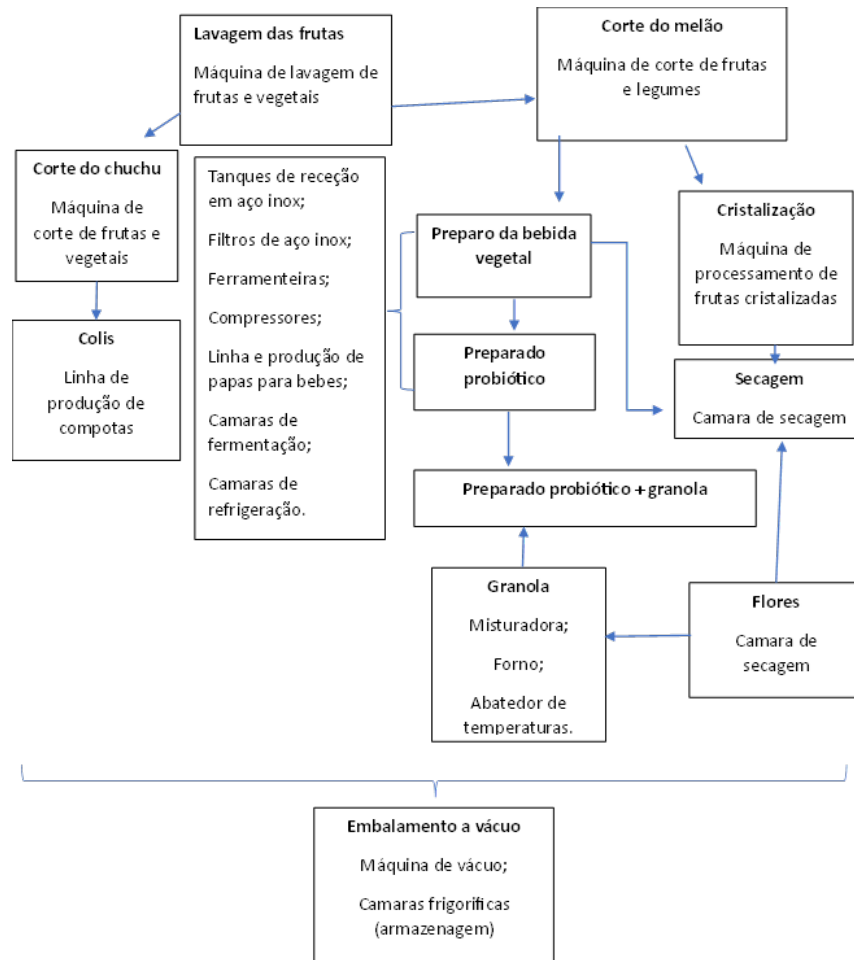 Lavagem das frutas
Máquina de lavagem de
frutas e vegetais
Corte do melão
Máquina de corte de frutas
e legumes
Corte do chuchu
Máquina de
corte de frutas e
vegetais
Tanques de receção
em aço inox;
Filtros de aço inox;
Ferramenteiras;
Compressores;
Linha e produção de
papas para bebes;
Camaras de
fermentação;
Camaras de
refrigeração.
Preparo da bebida
vegetal
Cristalização
Máquina de
processamento de
frutas cristalizadas
Colis
Linha de
produção de
compotas
Preparado
probiótico
Secagem
Camara de secagem
Preparado probiótico + granola
Granola
Misturadora;
Forno;
Abatedor de
temperaturas.
Flores
Camara de
secagem
Embalamento a vácuo
Máquina de vácuo;
Camaras frigorificas
(armazenagem)